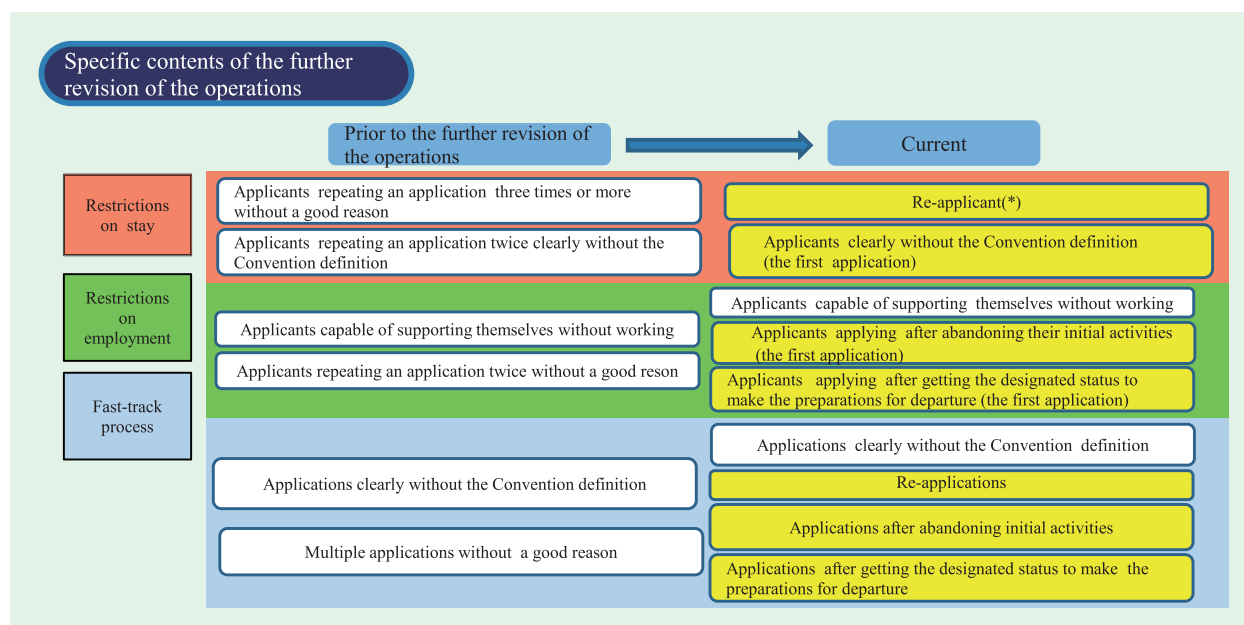 Specific contents of the further
revision of the operations
Prior to the further revision of
the operations
Current
Restrictions
on stay
Applicants repeating an application three times or more
without a good reason
Applicants repeating an application twice clearly without the
Convention definition
Re-applicant(*)
Applicants clearly without the Convention definition
(the first application)
Restrictions
on
employment
Applicants capable of supporting themselves without working
Applicants repeating an application twice without a good reson
Applicants capable of supporting themselves without working
Applicants applying after abandoning their initial activities
(the first application)
Applicants applying after getting the designated status to
make the preparations for departure (the first application)
Fast-track
process
Applications clearly without the Convention definition
Multiple applications without a good reason
Applications clearly without the Convention definition
Re-applications
Applications after abandoning initial activities
Applications after getting the designated status to make the
preparations for departure